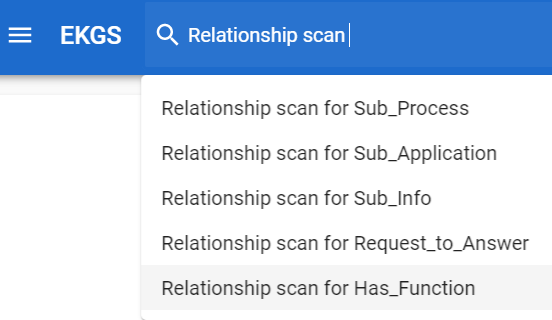 EKGS
Relationship scan
Relationship scan for Sub_Process
Relationship scan for Sub_Application
Relationship scan for Sub_Info
Relationship scan for Request_to_Answer
Relationship scan for Has_Function